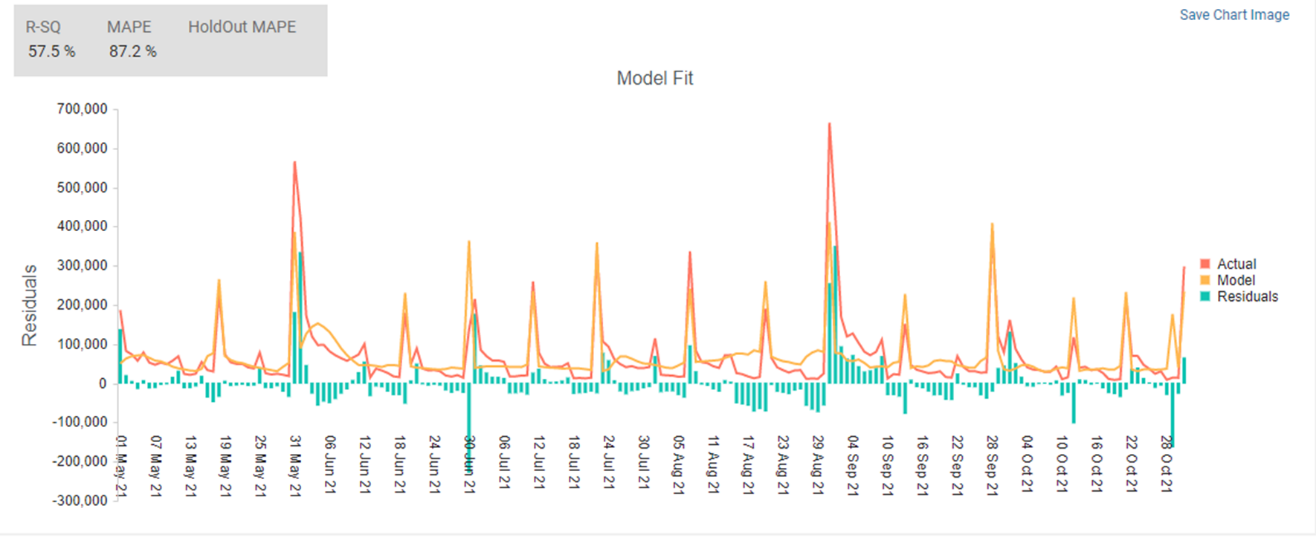 Save Chart Image
R-SQ MAPE HoldOut MAPE
57.5 % 87.2 %
Model Fit
700,000
600,000
500,000
400,000
300,000
200,000
100,000
0
-100,000
-200,000
-300,000
Residuals
01 May 21
07 May 21
13 May 21
19 May 21
25 May 21
31 May 21
06 Jun 21
12 Jun 21
18 Jun 21
24 Jun 21
30 Jun 21
06 Jul 21
12 Jul 21
18 Jul 21
24 Jul 21
30 Jul 21
05 Aug 21
11 Aug 21
17 Aug 21
23 Aug 21
29 Aug 21
04 Sep 21
10 Sep 21
16 Sep 21
22 Sep 21
28 Sep 21
04 Oct 21
10 Oct 21
16 Oct 21
22 Oct 21
28 Oct 21
Actual
Model
Residuals